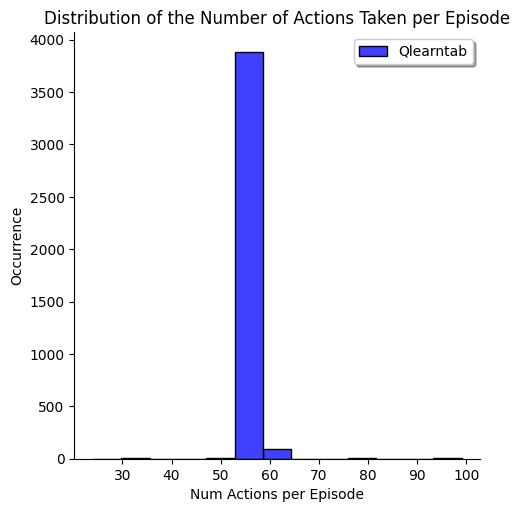 Distribution of the Number of Actions Taken per Episode
Qlearntab
4000
3500
3000
2500
2000
1500
1000
500
0
Occurrence
30 40 50 60 70 80 90 100
Num Actions per Episode